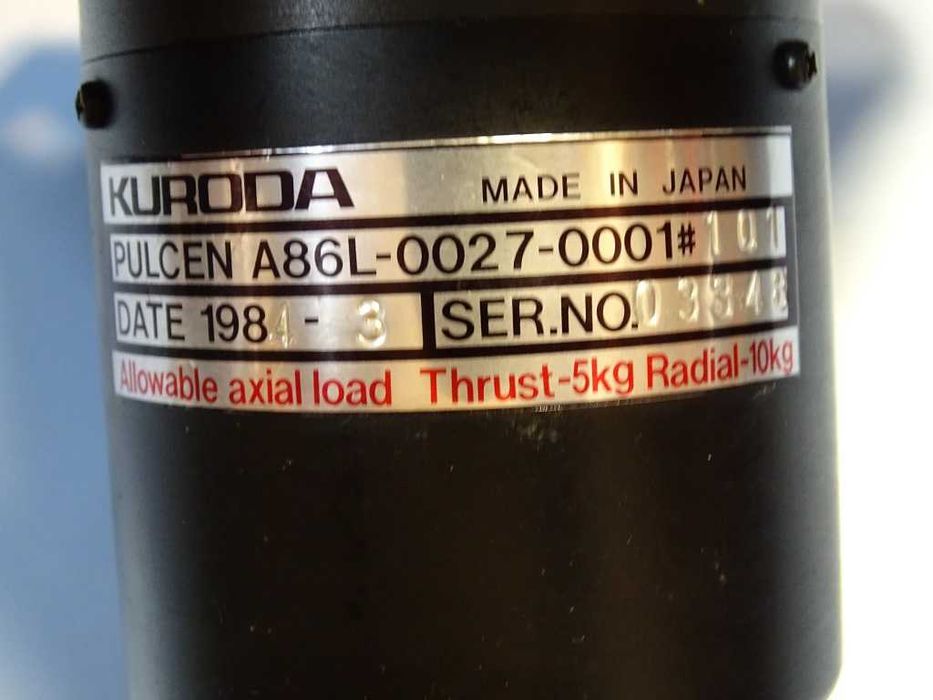 KURODA MADE IN JAPAN
PULCEN A86L-0027-0001# 101
DATE 1984 - 3 SER.NO. 03348
Allowable axial load Thrust-5kg Radial-10kg